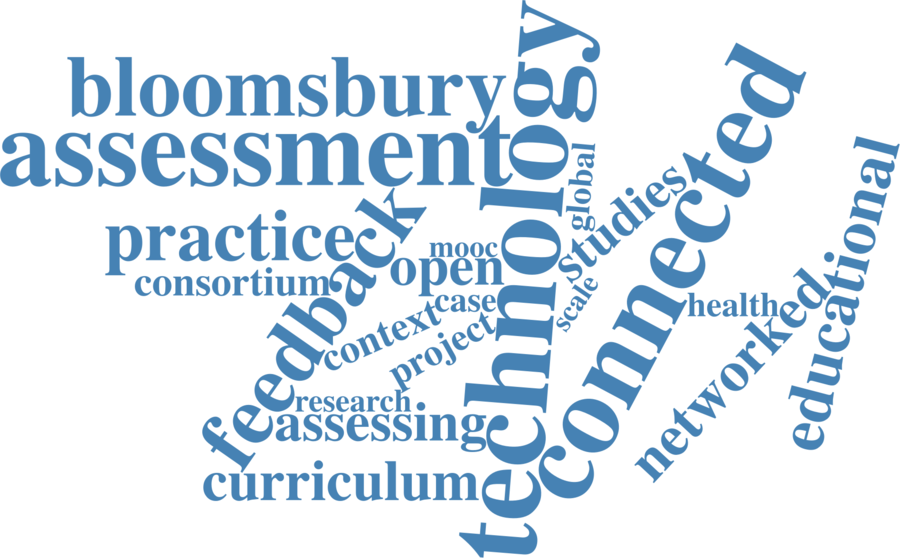 bloomsbury
assessment
technology
connected
global
studies
educational
practice
feedback
mooc
open
consortium
case
scale
health
networked
context
project
research
assessing
curriculum